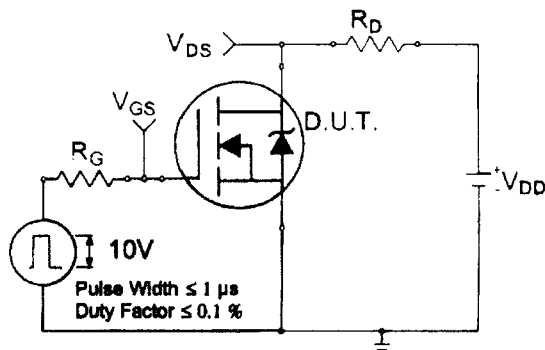 V_DS
R_D
V_GS
D.U.T.
R_G
+
V_DD
-
10V
Pulse Width ≤ 1 µs
Duty Factor ≤ 0.1 %